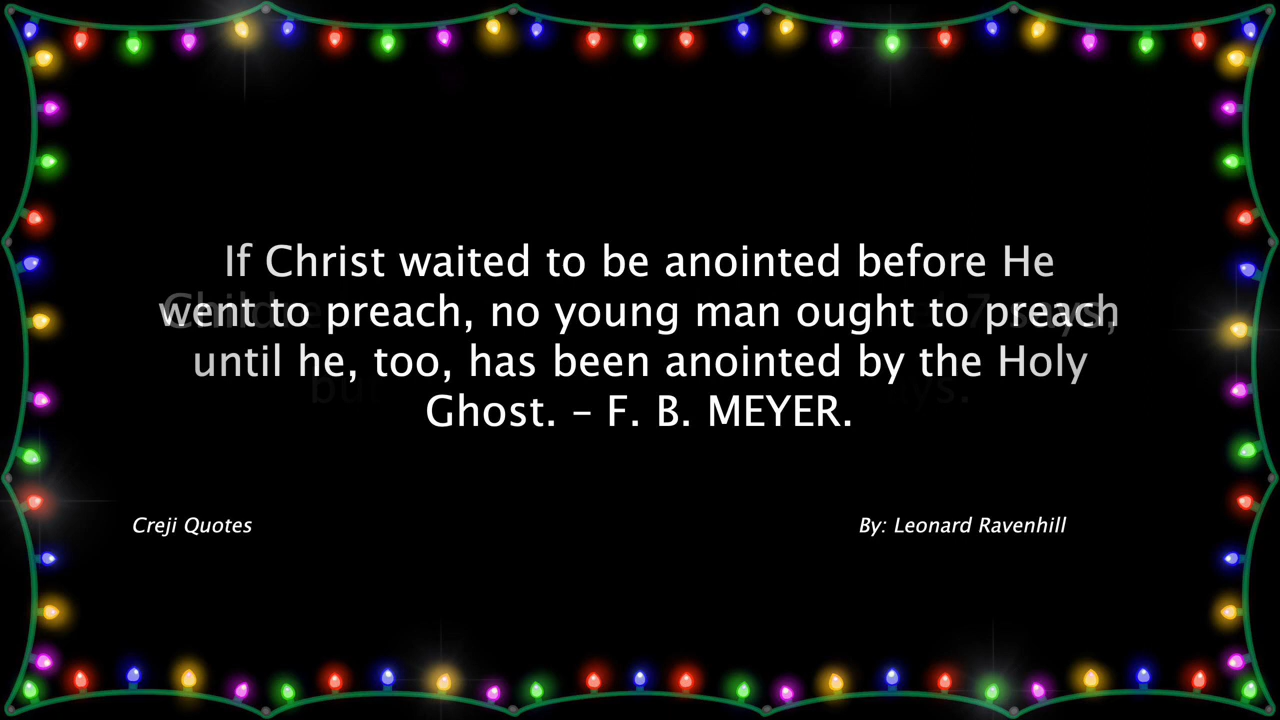 If Christ waited to be anointed before He
went to preach, no young man ought to preach
until he, too, has been anointed by the Holy
Ghost. – F. B. MEYER.
Creji Quotes
By: Leonard Ravenhill